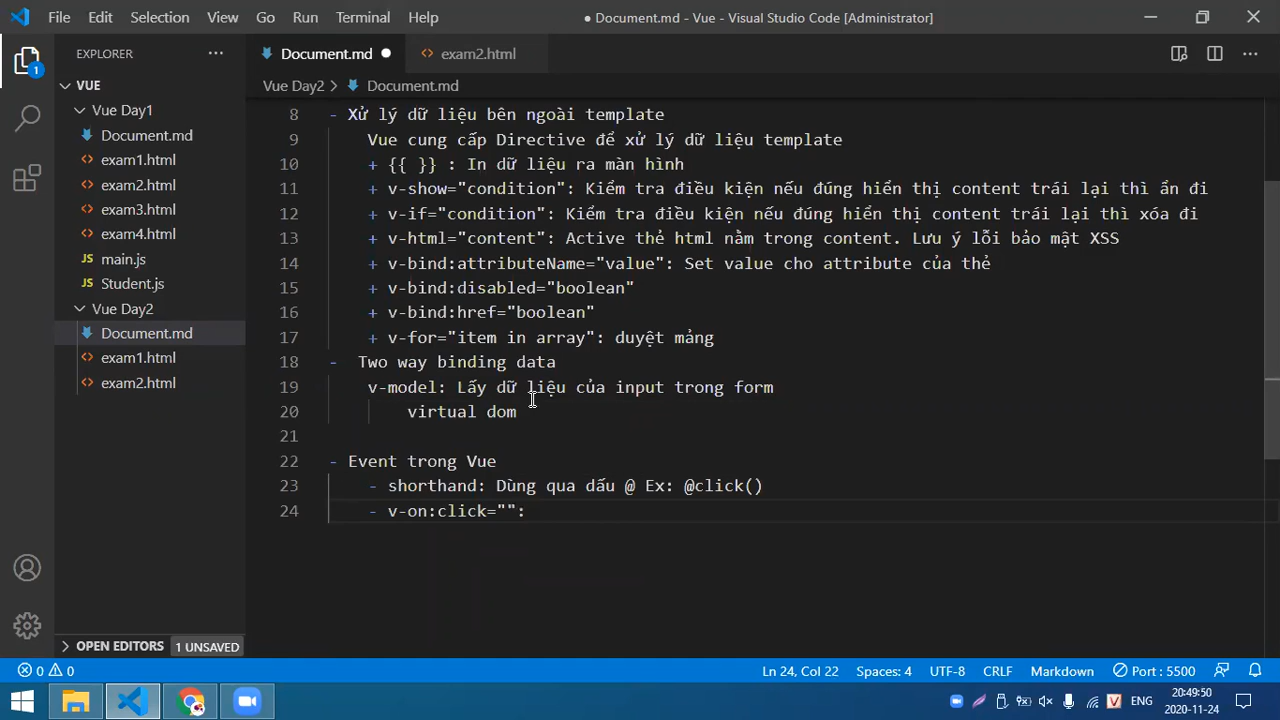 File Edit Selection View Go Run Terminal Help ● Document.md - Vue - Visual Studio Code [Administrator]
EXPLORER
Document.md
exam2.html
1
VUE
Vue Day2 > Document.md
Vue Day1
Document.md
exam1.html
exam2.html
exam3.html
exam4.html
main.js
Student.js
Vue Day2
Document.md
exam1.html
exam2.html
OPEN EDITORS 1 UNSAVED
8 - Xử lý dữ liệu bên ngoài template
9 Vue cung cấp Directive để xử lý dữ liệu template
10 + {{ }} : In dữ liệu ra màn hình
11 + v-show="condition": Kiểm tra điều kiện nếu đúng hiển thị content trái lại thì ẩn đi
12 + v-if="condition": Kiểm tra điều kiện nếu đúng hiển thị content trái lại thì xóa đi
13 + v-html="content": Active thẻ html nằm trong content. Lưu ý lỗi bảo mật XSS
14 + v-bind:attributeName="value": Set value cho attribute của thẻ
15 + v-bind:disabled="boolean"
16 + v-bind:href="boolean"
17 + v-for="item in array": duyệt mảng
18 - Two way binding data
19 v-model: Lấy dữ liệu của input trong form
20 virtual dom
21
22 - Event trong Vue
23 - shorthand: Dùng qua dấu @ Ex: @click()
24 - v-on:click="":
0 0 Ln 24, Col 22 Spaces: 4 UTF-8 CRLF Markdown Port : 5500
V ENG 20:49:50
2020-11-24